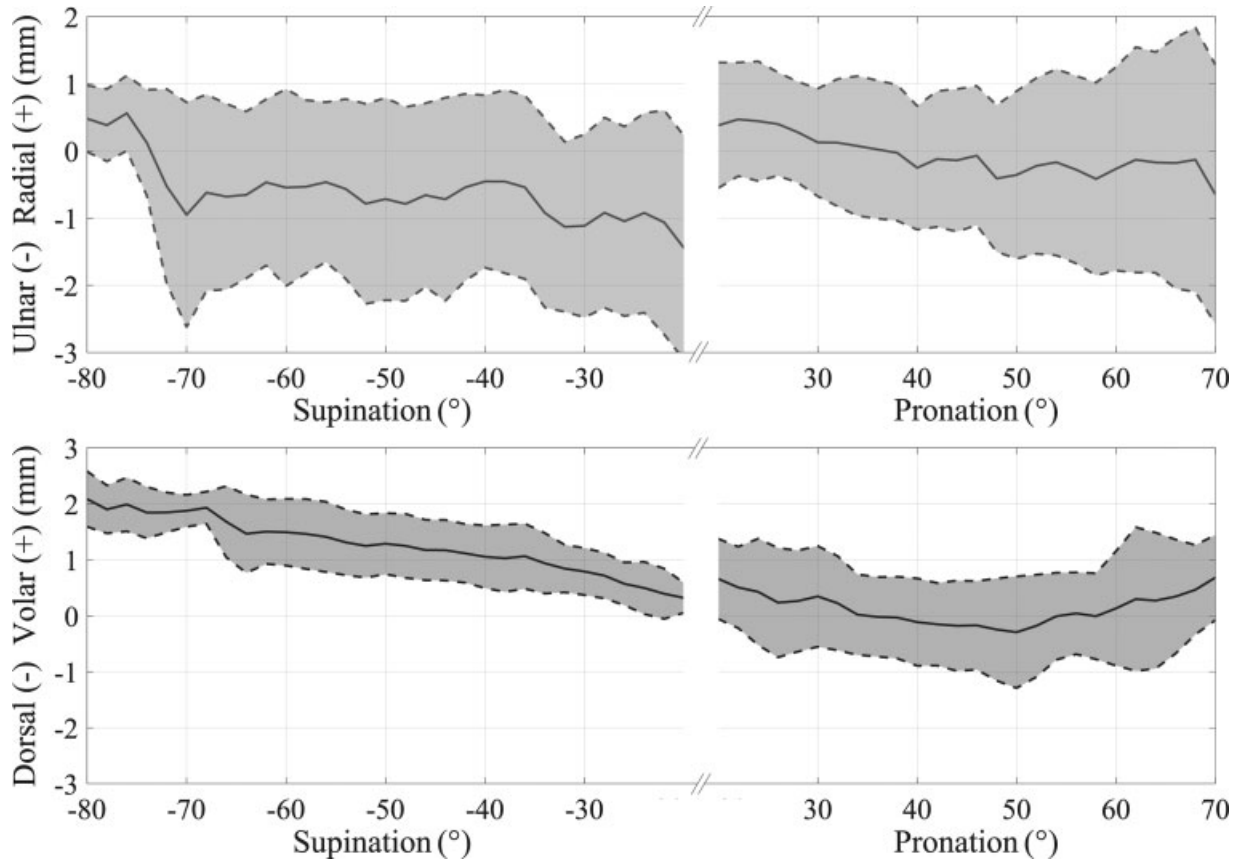 Ulnar (-) Radial (+) (mm)
2
1
0
-1
-2
-3
-80 -70 -60 -50 -40 -30
30 40 50 60 70
Supination (°)
Pronation (°)
Dorsal (-) Volar (+) (mm)
3
2
1
0
-1
-2
-3
-80 -70 -60 -50 -40 -30
30 40 50 60 70
Supination (°)
Pronation (°)